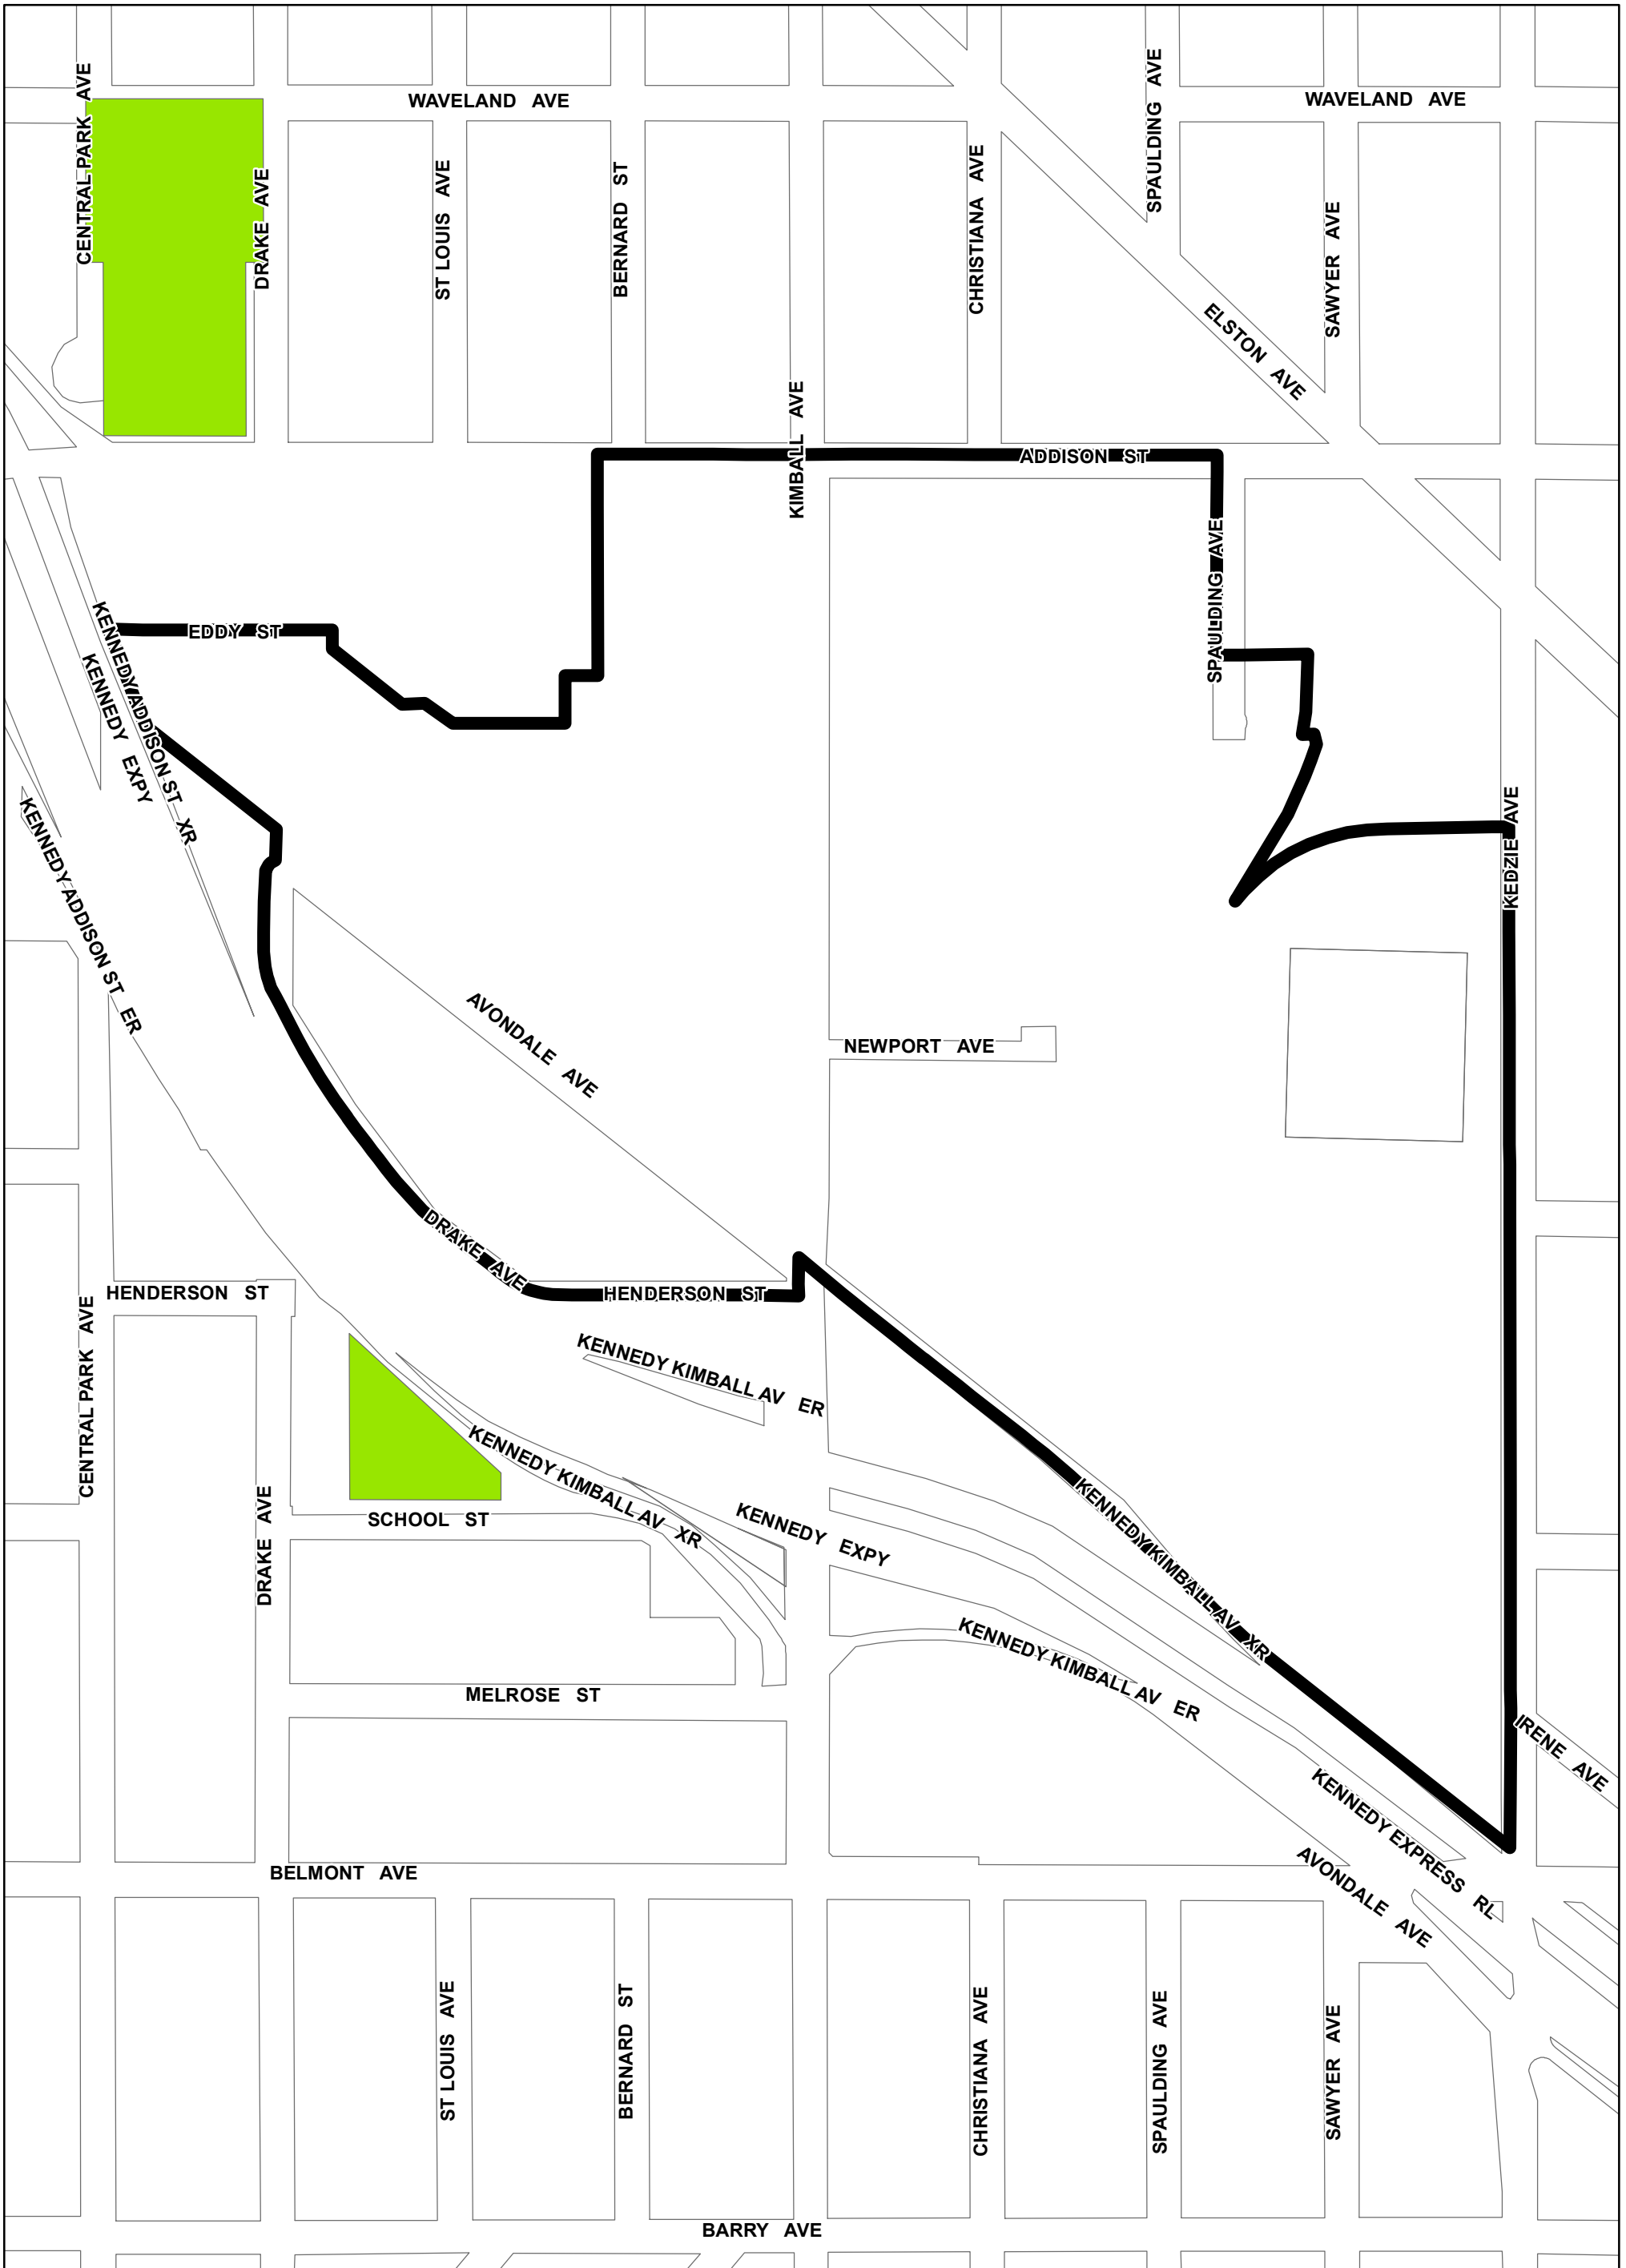 WAVELAND AVE
WAVELAND AVE
CENTRAL PARK AVE
DRAKE AVE
ST LOUIS AVE
BERNARD ST
CHRISTIANA AVE
SPAULDING AVE
SAWYER AVE
ELSTON AVE
KIMBALL AVE
ADDISON ST
SPAULDING AVE
EDDY ST
KENNEDY ADDISON ST XR
KENNEDY EXPY
KENNEDY ADDISON ST ER
KEDZIE AVE
AVONDALE AVE
NEWPORT AVE
DRAKE AVE
HENDERSON ST
HENDERSON ST
CENTRAL PARK AVE
KENNEDY KIMBALL AV ER
KENNEDY KIMBALL AV XR
KENNEDY KIMBALL AV XR
SCHOOL ST
DRAKE AVE
KENNEDY EXPY
KENNEDY KIMBALL AV ER
MELROSE ST
IRENE AVE
KENNEDY EXPRESS RL
BELMONT AVE
AVONDALE AVE
ST LOUIS AVE
BERNARD ST
CHRISTIANA AVE
SPAULDING AVE
SAWYER AVE
BARRY AVE